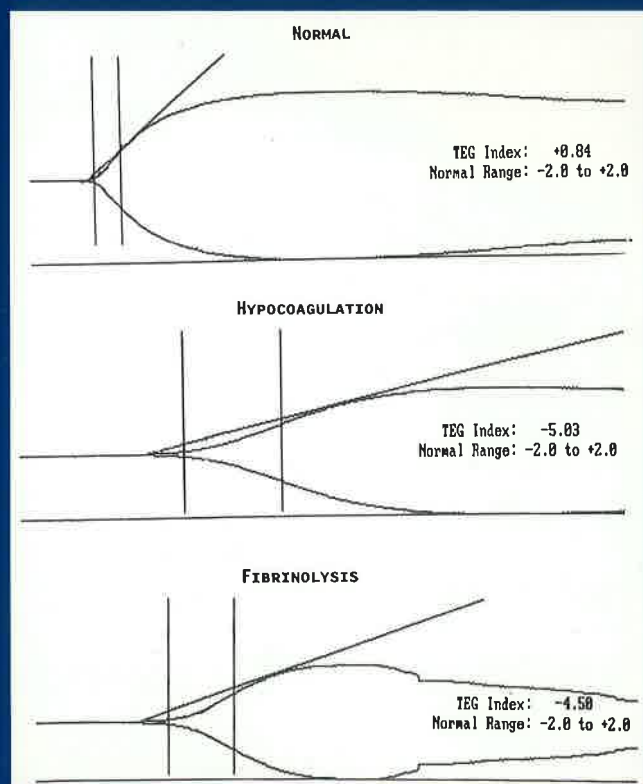 NORMAL
TEG Index: +0.84
Normal Range: -2.0 to +2.0
HYPOCOAGULATION
TEG Index: -5.03
Normal Range: -2.0 to +2.0
FIBRINOLYSIS
TEG Index: -4.50
Normal Range: -2.0 to +2.0